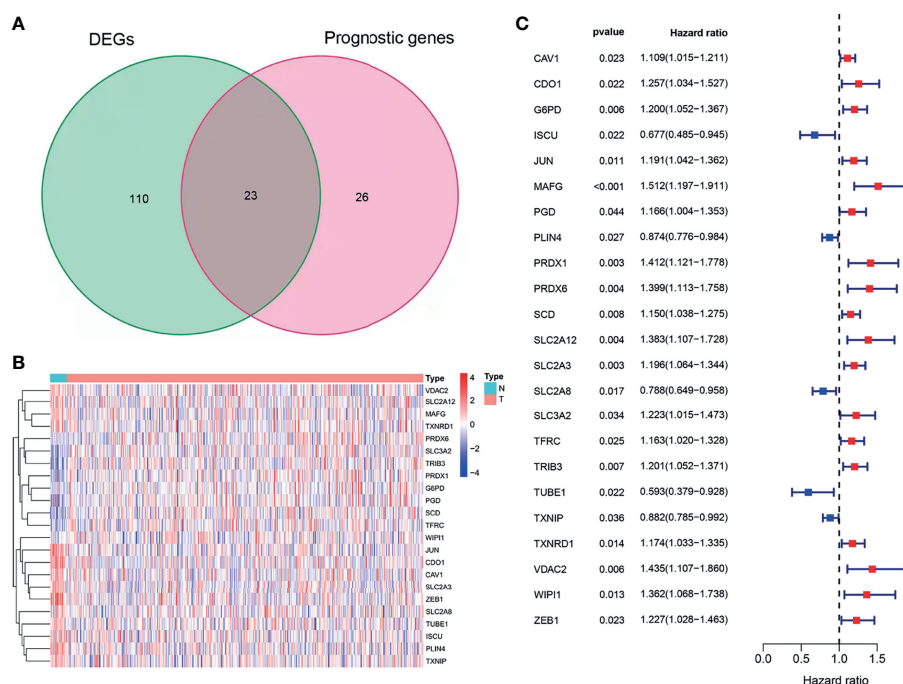 A
DEGs
Prognostic genes
110
23
26
B
Type
VDAC2
SLC2A12
MAFG
TXNRD1
PRDX6
SLC3A2
TRIB3
PRDX1
G6PD
PGD
SCD
TFRC
WIPI1
JUN
CDO1
CAV1
SLC2A3
ZEB1
SLC2A8
TUBE1
ISCU
PLIN4
TXNIP
4
2
0
−2
−4
Type
N
T
C
pvalue Hazard ratio
CAV1 0.023 1.109(1.015−1.211)
CDO1 0.022 1.257(1.034−1.527)
G6PD 0.006 1.200(1.052−1.367)
ISCU 0.022 0.677(0.485−0.945)
JUN 0.011 1.191(1.042−1.362)
MAFG <0.001 1.512(1.197−1.911)
PGD 0.044 1.166(1.004−1.353)
PLIN4 0.027 0.874(0.776−0.984)
PRDX1 0.003 1.412(1.121−1.778)
PRDX6 0.004 1.399(1.113−1.758)
SCD 0.008 1.150(1.038−1.275)
SLC2A12 0.004 1.383(1.107−1.728)
SLC2A3 0.003 1.196(1.064−1.344)
SLC2A8 0.017 0.788(0.649−0.958)
SLC3A2 0.034 1.223(1.015−1.473)
TFRC 0.025 1.163(1.020−1.328)
TRIB3 0.007 1.201(1.052−1.371)
TUBE1 0.022 0.593(0.379−0.928)
TXNIP 0.036 0.882(0.785−0.992)
TXNRD1 0.014 1.174(1.033−1.335)
VDAC2 0.006 1.435(1.107−1.860)
WIPI1 0.013 1.362(1.068−1.738)
ZEB1 0.023 1.227(1.028−1.463)
0.0 0.5 1.0 1.5
Hazard ratio